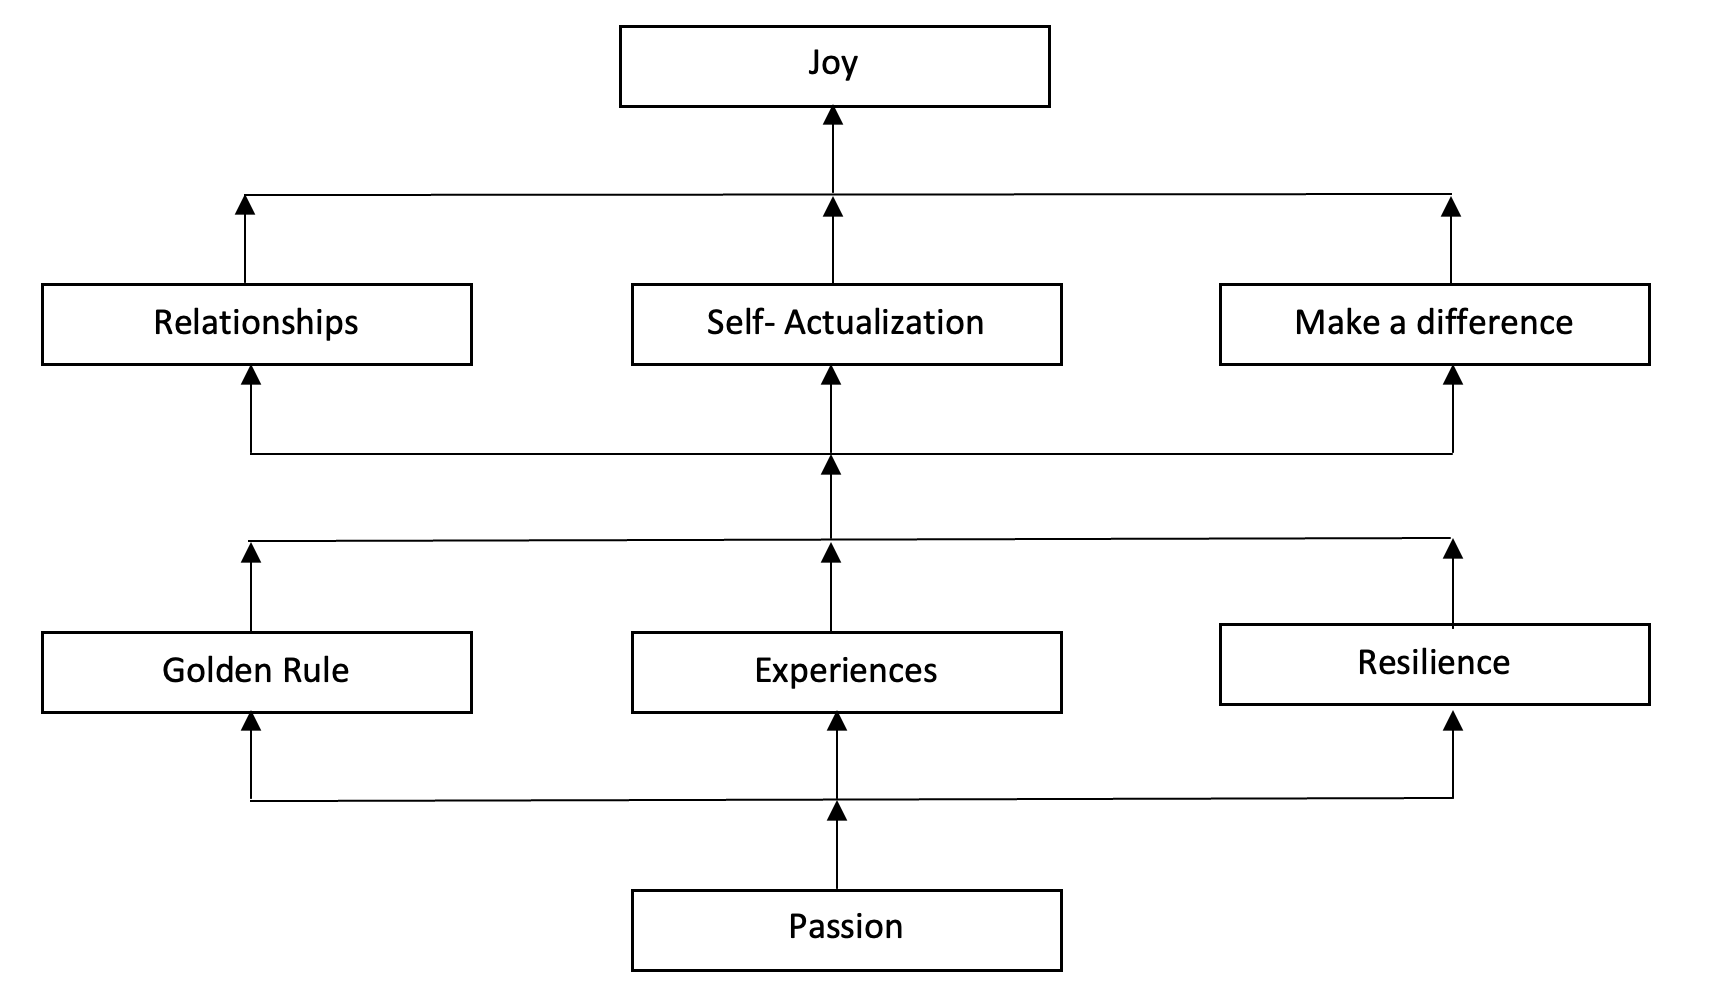 Joy
Relationships
Self- Actualization
Make a difference
Golden Rule
Experiences
Resilience
Passion